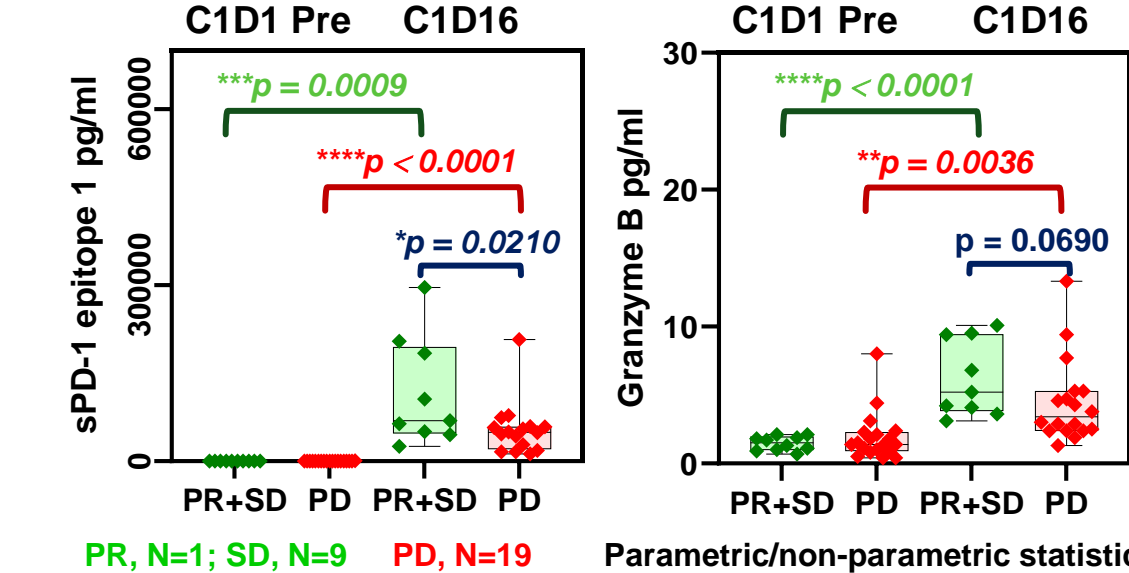 C1D1 Pre C1D16
sPD-1 epitope 1 pg/ml
600000
300000
0
***p = 0.0009
****p < 0.0001
*p = 0.0210
PR+SD PD PR+SD PD
C1D1 Pre C1D16
Granzyme B pg/ml
30
20
10
0
****p < 0.0001
**p = 0.0036
p = 0.0690
PR+SD PD PR+SD PD
PR, N=1; SD, N=9 PD, N=19
Parametric/non-parametric statistic